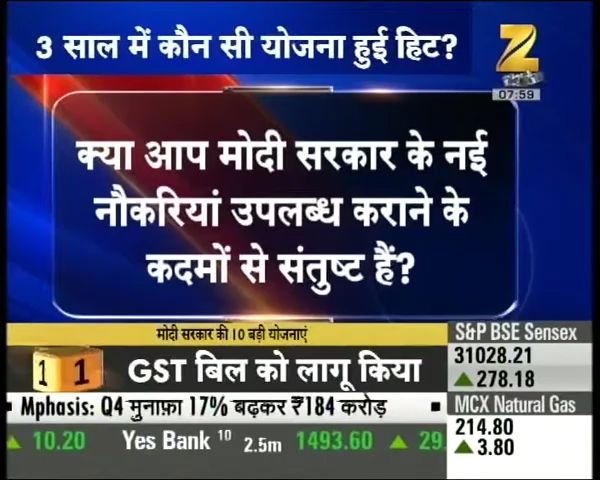 3 साल में कौन सी योजना हुई हिट?
07:59
क्या आप मोदी सरकार के नई
नौकरियां उपलब्ध कराने के
कदमों से संतुष्ट हैं?
मोदी सरकार की 10 बड़ी योजनाएं
1 1
GST बिल को लागू किया
S&P BSE Sensex
31028.21
▲ 278.18
Mphasis: Q4 मुनाफ़ा 17% बढ़कर ₹184 करोड़
MCX Natural Gas
214.80
▲ 3.80
▲ 10.20 Yes Bank 10 2.5m 1493.60 ▲ 29.